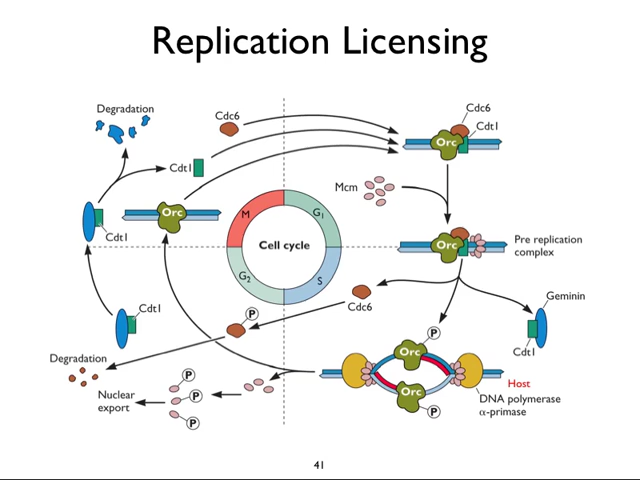 Replication Licensing
Degradation
Cdc6
Cdc6
Cdt1
Orc
Cdt1
Mcm
Orc
Cdt1
M
G1
Cell cycle
G2
S
Orc
Pre replication
complex
Cdt1
P
Cdc6
Geminin
Cdt1
P
Degradation
Orc
P
Nuclear
export
P
P
Orc
P
Host
DNA polymerase
α-primase
41